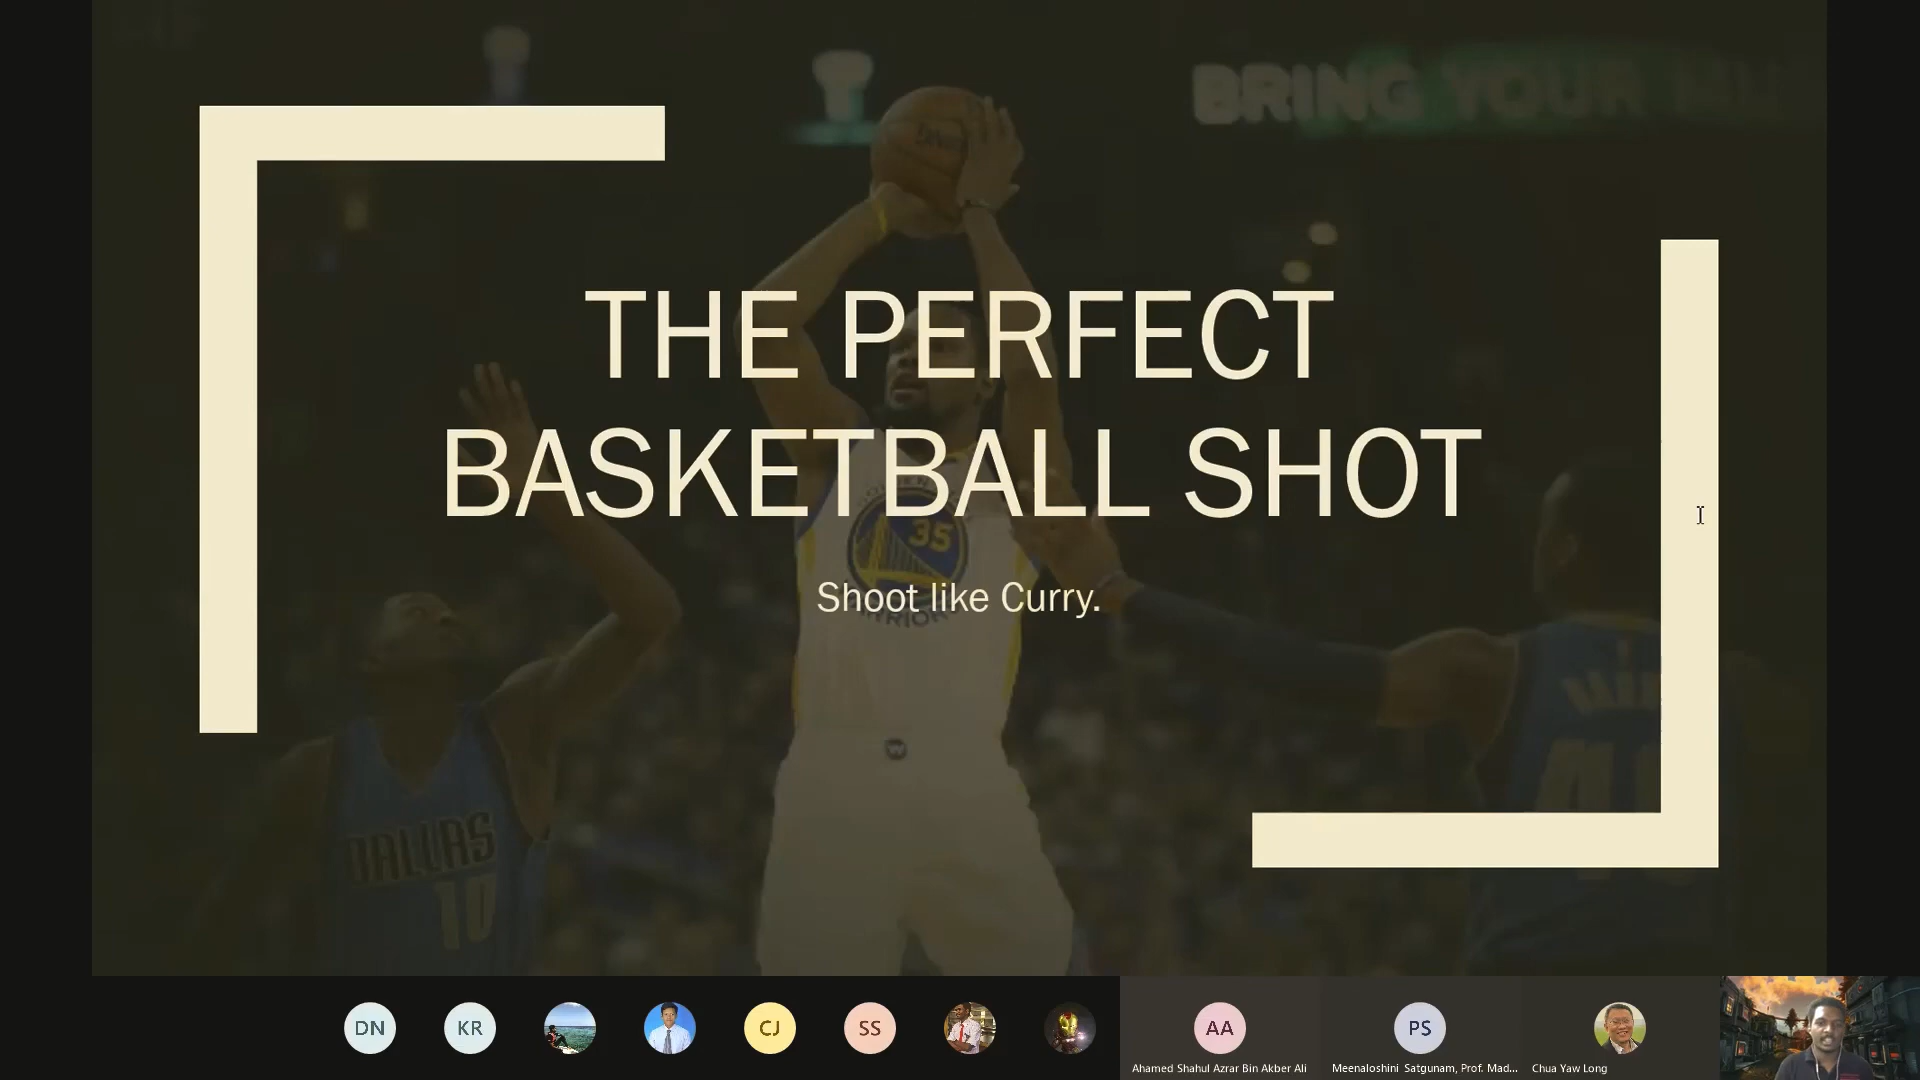 BRING YOUR
THE PERFECT
BASKETBALL SHOT
35
Shoot like Curry.
DALLAS
10
DN
KR
CJ
SS
AA
PS
Ahamed Shahul Azrar Bin Akber Ali
Meenaloshini Satgunam, Prof. Mad...
Chua Yaw Long